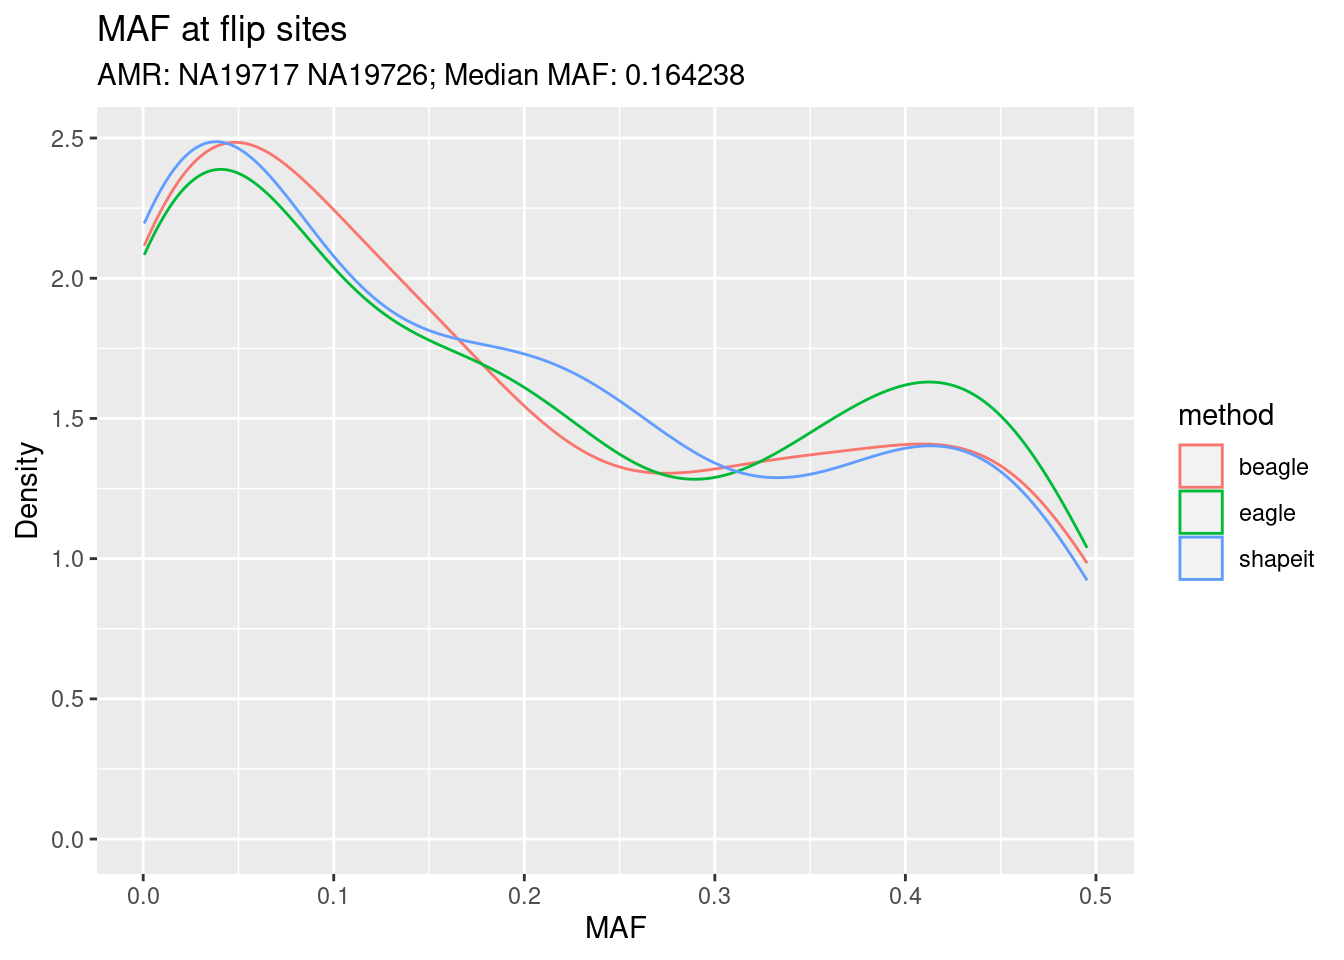 MAF at flip sites
AMR: NA19717 NA19726; Median MAF: 0.164238
2.5
2.0
1.5
1.0
0.5
0.0
Density
0.0 0.1 0.2 0.3 0.4 0.5
MAF
method
beagle
eagle
shapeit